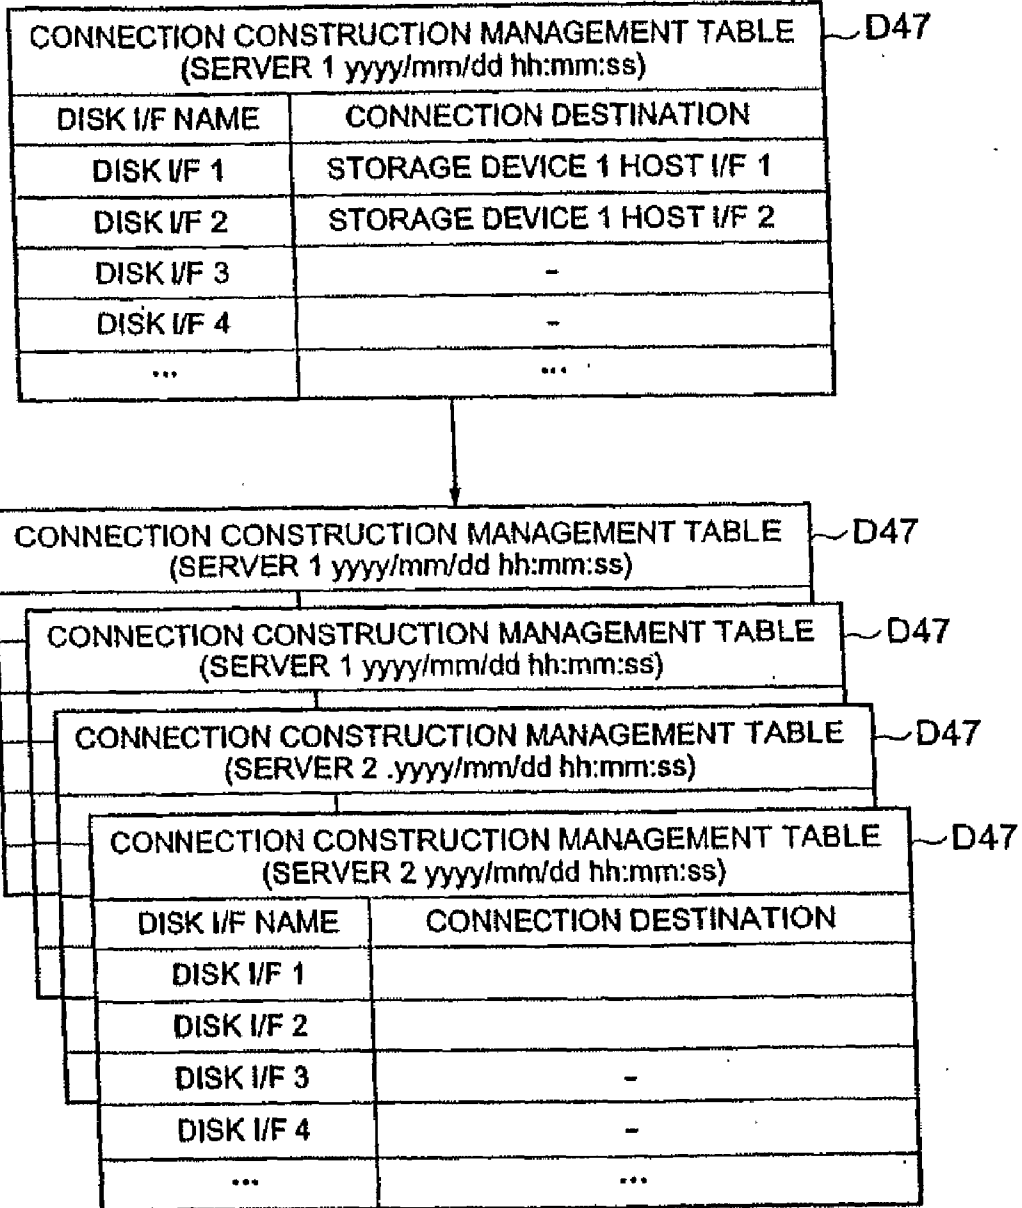 CONNECTION CONSTRUCTION MANAGEMENT TABLE D47
(SERVER 1 yyyy/mm/dd hh:mm:ss)
DISK I/F NAME CONNECTION DESTINATION
DISK I/F 1 STORAGE DEVICE 1 HOST I/F 1
DISK I/F 2 STORAGE DEVICE 1 HOST I/F 2
DISK I/F 3 -
DISK I/F 4 -
... ...
CONNECTION CONSTRUCTION MANAGEMENT TABLE D47
(SERVER 1 yyyy/mm/dd hh:mm:ss)
CONNECTION CONSTRUCTION MANAGEMENT TABLE D47
(SERVER 1 yyyy/mm/dd hh:mm:ss)
CONNECTION CONSTRUCTION MANAGEMENT TABLE D47
(SERVER 2 .yyyy/mm/dd hh:mm:ss)
CONNECTION CONSTRUCTION MANAGEMENT TABLE D47
(SERVER 2 yyyy/mm/dd hh:mm:ss)
DISK I/F NAME CONNECTION DESTINATION
DISK I/F 1
DISK I/F 2
DISK I/F 3 -
DISK I/F 4 -
... ...